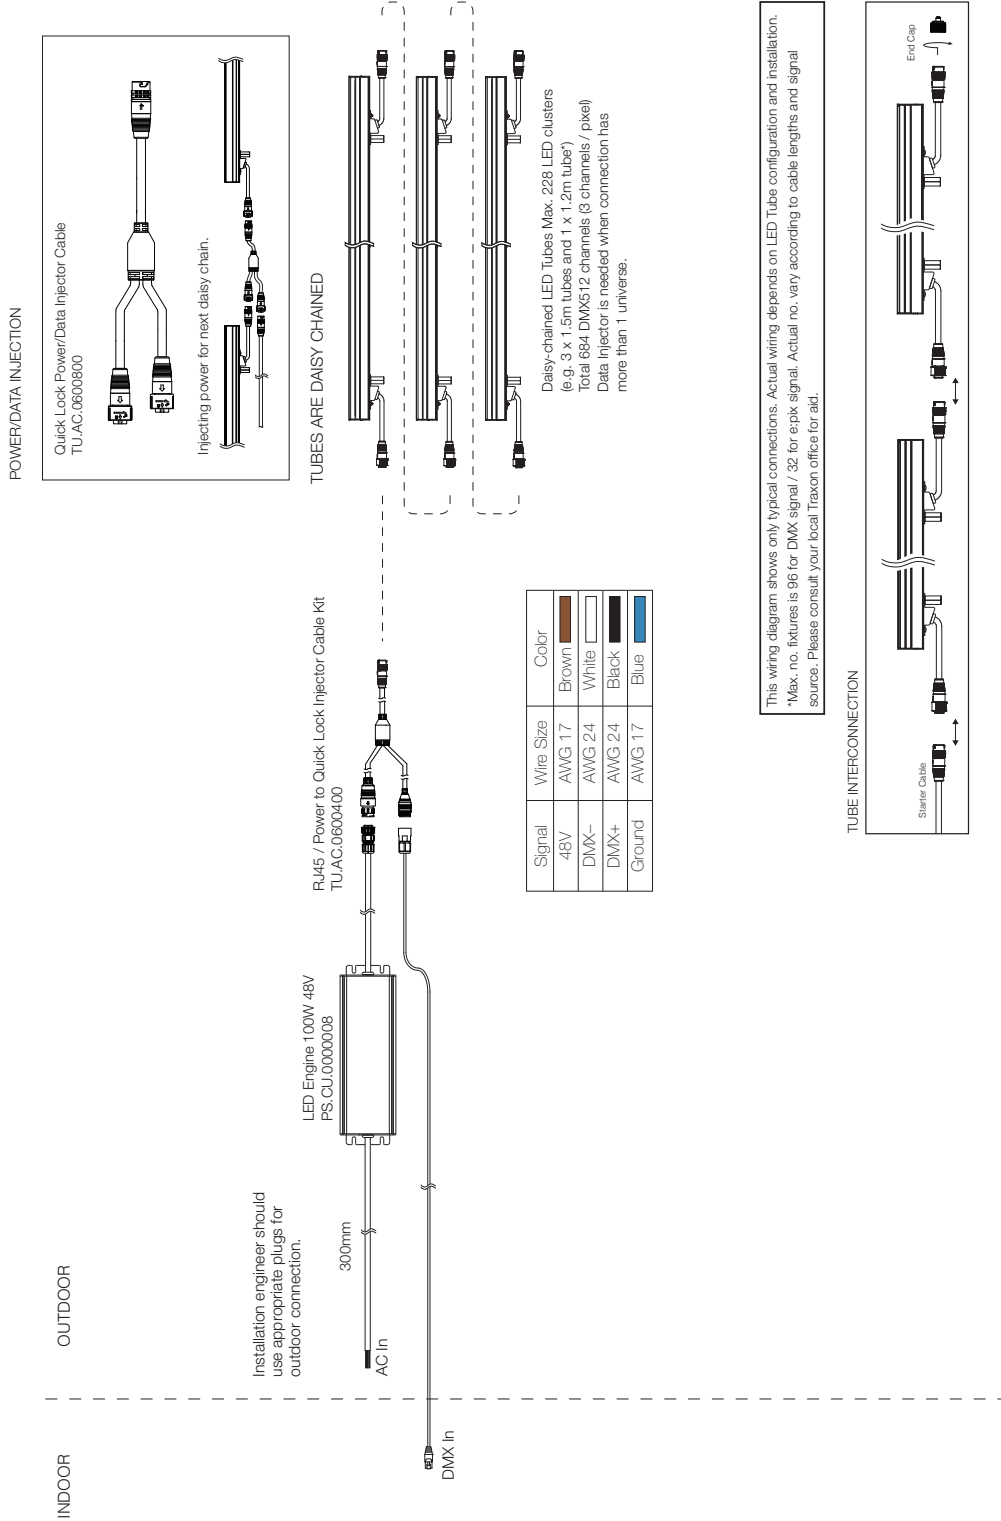 INDOOR
OUTDOOR
POWER/DATA INJECTION
Quick Lock Power/Data Injector Cable
TU.AC.0600800
Injecting power for next daisy chain.
Installation engineer should
use appropriate plugs for
outdoor connection.
300mm
AC In
DMX In
LED Engine 100W 48V
PS.CU.0000008
RJ45 / Power to Quick Lock Injector Cable Kit
TU.AC.0600400
TUBES ARE DAISY CHAINED
Daisy-chained LED Tubes Max. 228 LED clusters
(e.g. 3 x 1.5m tubes and 1 x 1.2m tube*)
Total 684 DMX512 channels (3 channels / pixel)
Data Injector is needed when connection has
more than 1 universe.
Signal Wire Size Color
48V AWG 17 Brown
DMX– AWG 24 White
DMX+ AWG 24 Black
Ground AWG 17 Blue
This wiring diagram shows only typical connections. Actual wiring depends on LED Tube configuration and installation.
*Max. no. fixtures is 96 for DMX signal / 32 for e:pix signal. Actual no. vary according to cable lengths and signal
source. Please consult your local Traxon office for aid.
TUBE INTERCONNECTION
Starter Cable
End Cap